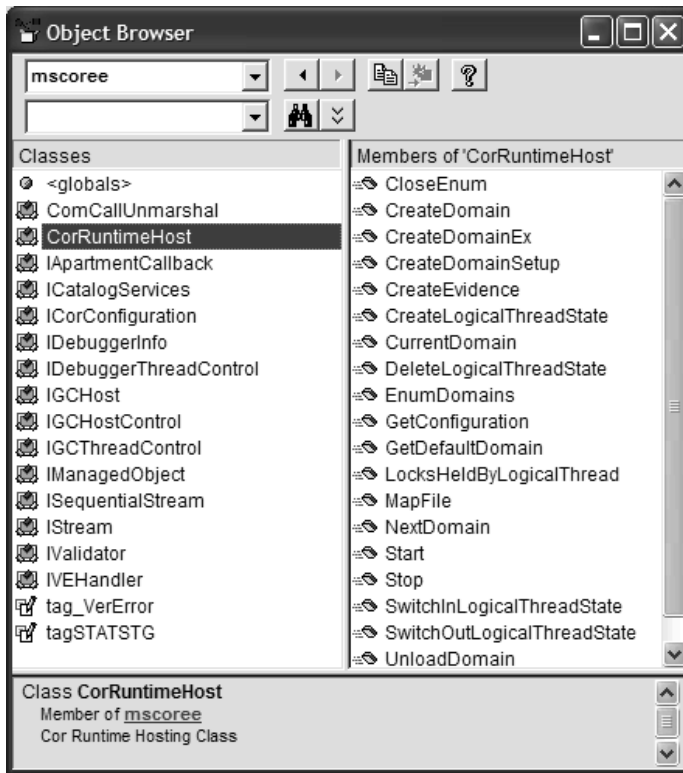 Object Browser
mscoree
Classes
<globals>
ComCallUnmarshal
CorRuntimeHost
IApartmentCallback
ICatalogServices
ICorConfiguration
IDebuggerInfo
IDebuggerThreadControl
IGCHost
IGCHostControl
IGCThreadControl
IManagedObject
ISequentialStream
IStream
IValidator
IVEHandler
tag_VerError
tagSTATSTG
Members of 'CorRuntimeHost'
CloseEnum
CreateDomain
CreateDomainEx
CreateDomainSetup
CreateEvidence
CreateLogicalThreadState
CurrentDomain
DeleteLogicalThreadState
EnumDomains
GetConfiguration
GetDefaultDomain
LocksHeldByLogicalThread
MapFile
NextDomain
Start
Stop
SwitchInLogicalThreadState
SwitchOutLogicalThreadState
UnloadDomain
Class CorRuntimeHost
Member of mscoree
Cor Runtime Hosting Class